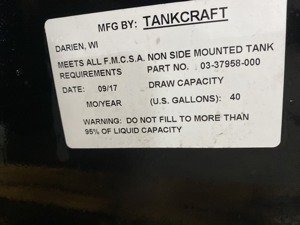 MFG BY: TANKCRAFT
DARIEN, WI
MEETS ALL F.M.C.S.A. NON SIDE MOUNTED TANK
REQUIREMENTS PART NO. 03-37958-000
DATE: 09/17 DRAW CAPACITY
MO/YEAR (U.S. GALLONS): 40
WARNING: DO NOT FILL TO MORE THAN
95% OF LIQUID CAPACITY